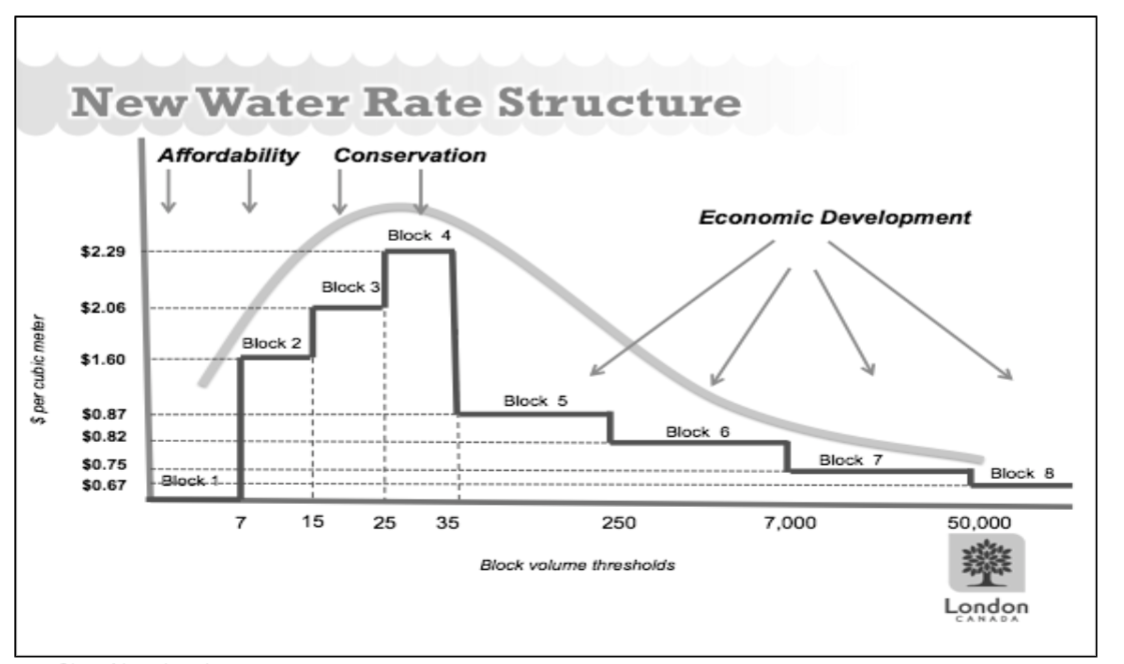 New Water Rate Structure
Affordability Conservation
Economic Development
Block 4
$2.29
Block 3
$2.06
Block 2
$1.60
Block 5
$0.87
Block 6
$0.82
Block 7
$0.75
Block 8
Block 1
$0.67
$ per cubic meter
7 15 25 35 250 7,000 50,000
Block volume thresholds
London
CANADA